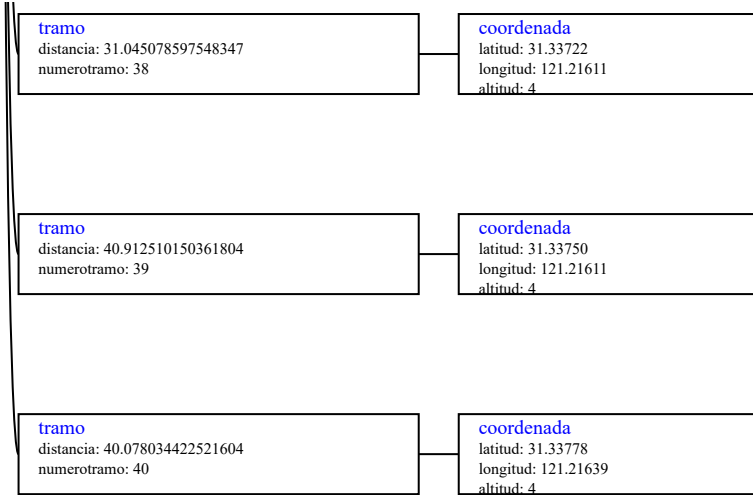 tramo
distancia: 31.045078597548347
numerotramo: 38
coordenada
latitud: 31.33722
longitud: 121.21611
altitud: 4
tramo
distancia: 40.912510150361804
numerotramo: 39
coordenada
latitud: 31.33750
longitud: 121.21611
altitud: 4
tramo
distancia: 40.078034422521604
numerotramo: 40
coordenada
latitud: 31.33778
longitud: 121.21639
altitud: 4